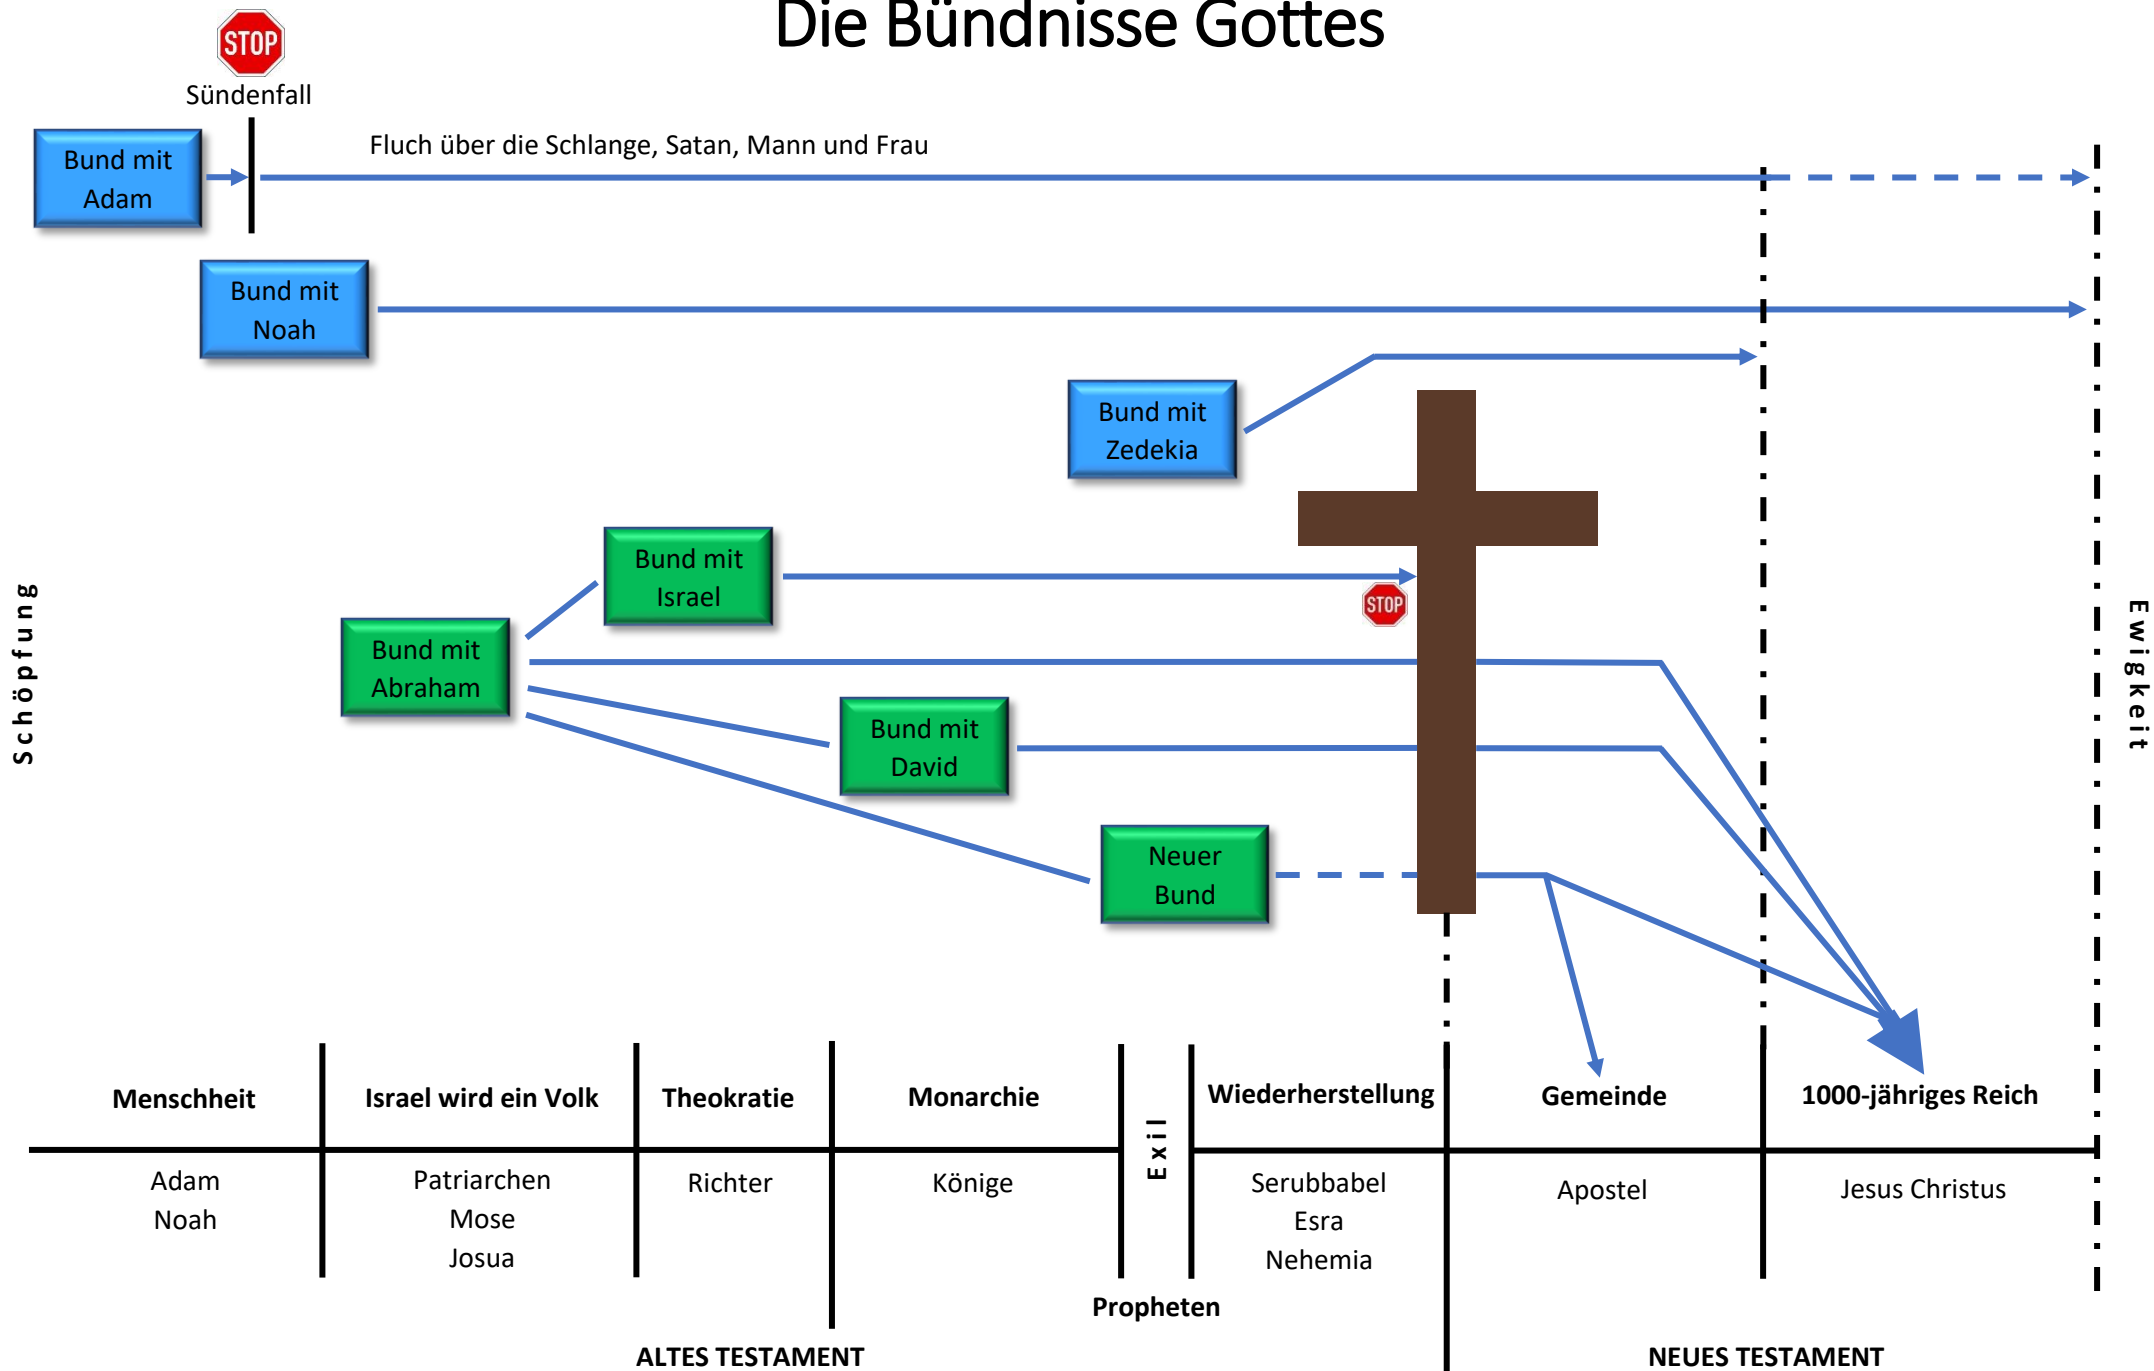 Die Bündnisse Gottes
STOP
Sündenfall
Fluch über die Schlange, Satan, Mann und Frau
Bund mit
Adam
Bund mit
Noah
Bund mit
Zedekia
Bund mit
Israel
STOP
Bund mit
Abraham
Bund mit
David
Neuer
Bund
Schöpfung
Ewigkeit
Menschheit
Israel wird ein Volk
Theokratie
Monarchie
Exil
Wiederherstellung
Gemeinde
1000-jähriges Reich
Adam
Noah
Patriarchen
Mose
Josua
Richter
Könige
Serubbabel
Esra
Nehemia
Apostel
Jesus Christus
Propheten
ALTES TESTAMENT
NEUES TESTAMENT